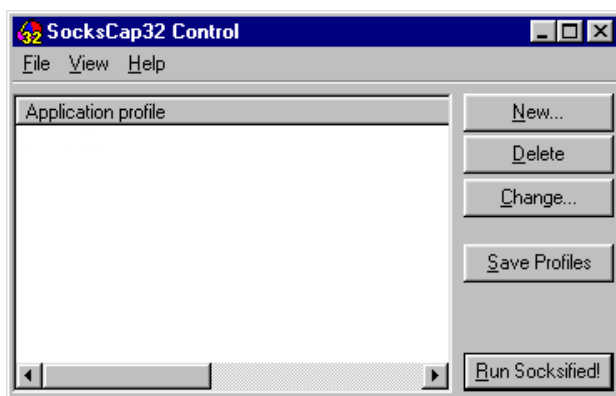 32 SocksCap32 Control
File View Help
Application profile
New...
Delete
Change...
Save Profiles
Run Socksified!